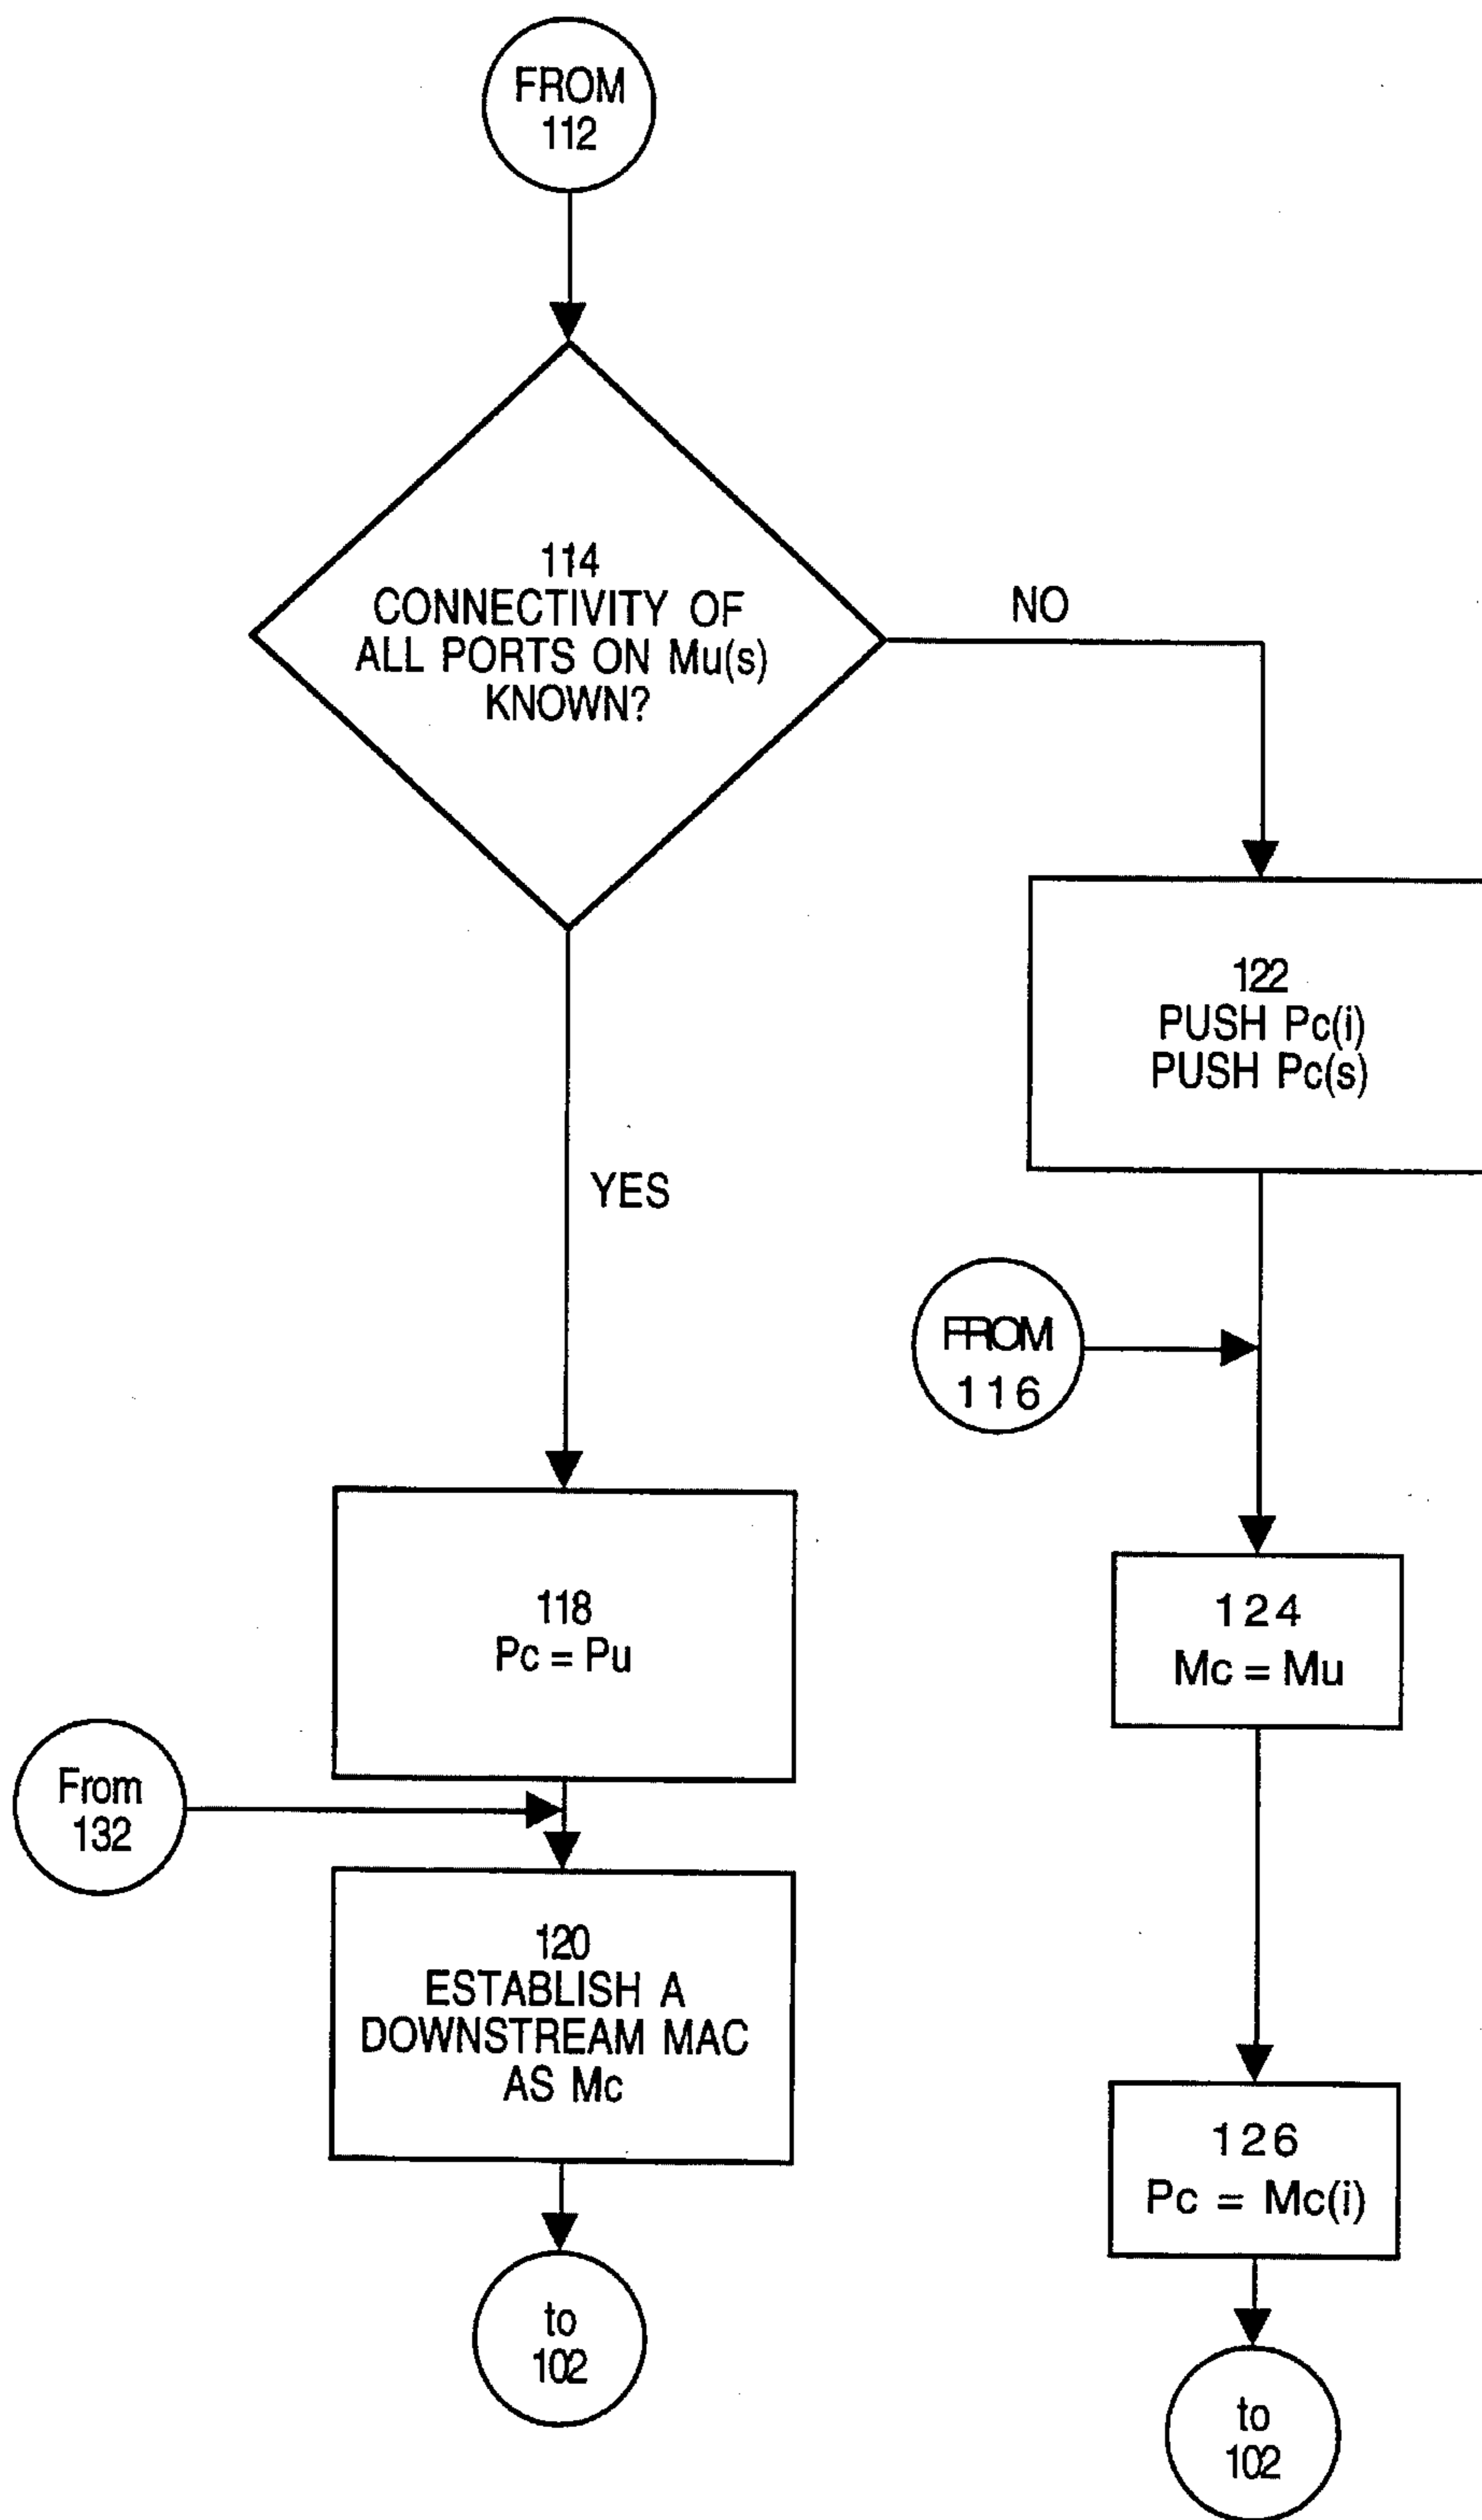 FROM
112
114
CONNECTIVITY OF
ALL PORTS ON Mu(s)
KNOWN?
NO
YES
122
PUSH Pc(i)
PUSH Pc(s)
FROM
116
118
Pc = Pu
124
Mc = Mu
From
132
120
ESTABLISH A
DOWNSTREAM MAC
AS Mc
126
Pc = Mc(i)
to
102
to
102